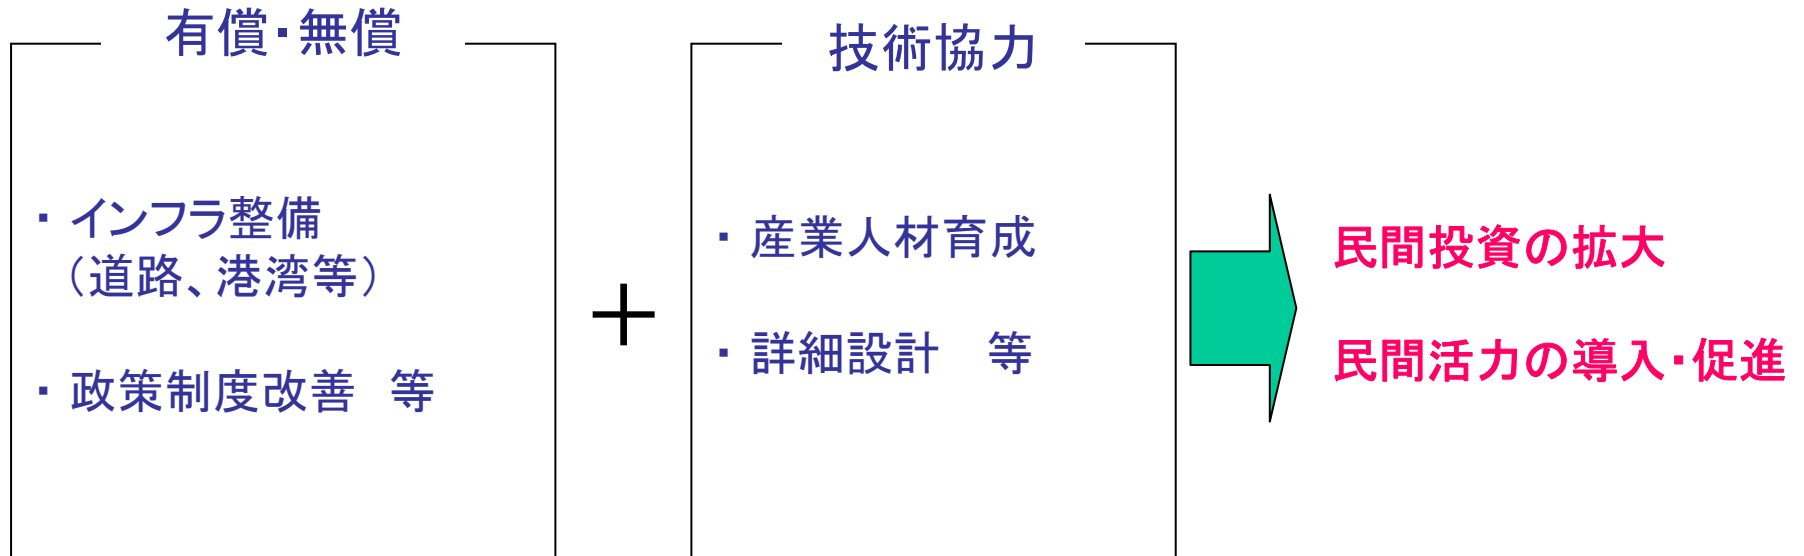 有償・無償
・インフラ整備
（道路、港湾等）
・政策制度改善　等
＋
技術協力
・産業人材育成
・詳細設計　等
民間投資の拡大
民間活力の導入・促進